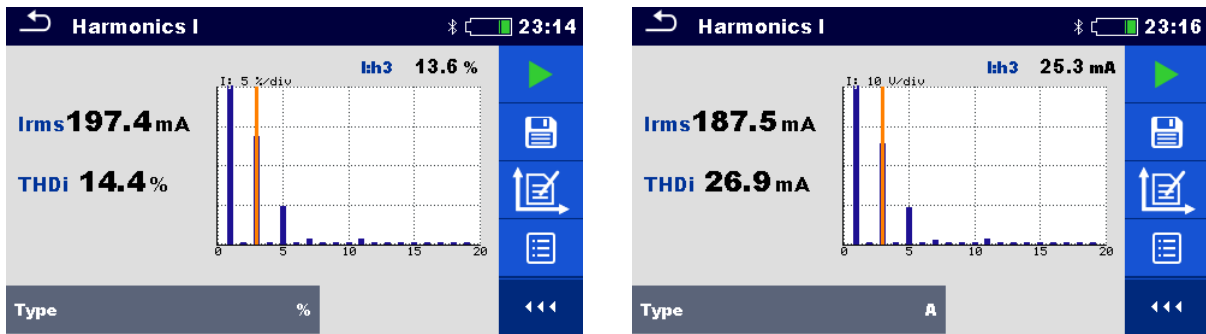 Harmonics I 23:14
I:h3 13.6 %
I: 5 %/div
Irms 197.4 mA
THDi 14.4 %
0 5 10 15 20
Type %
Harmonics I 23:16
I:h3 25.3 mA
I: 10 V/div
Irms 187.5 mA
THDi 26.9 mA
0 5 10 15 20
Type A